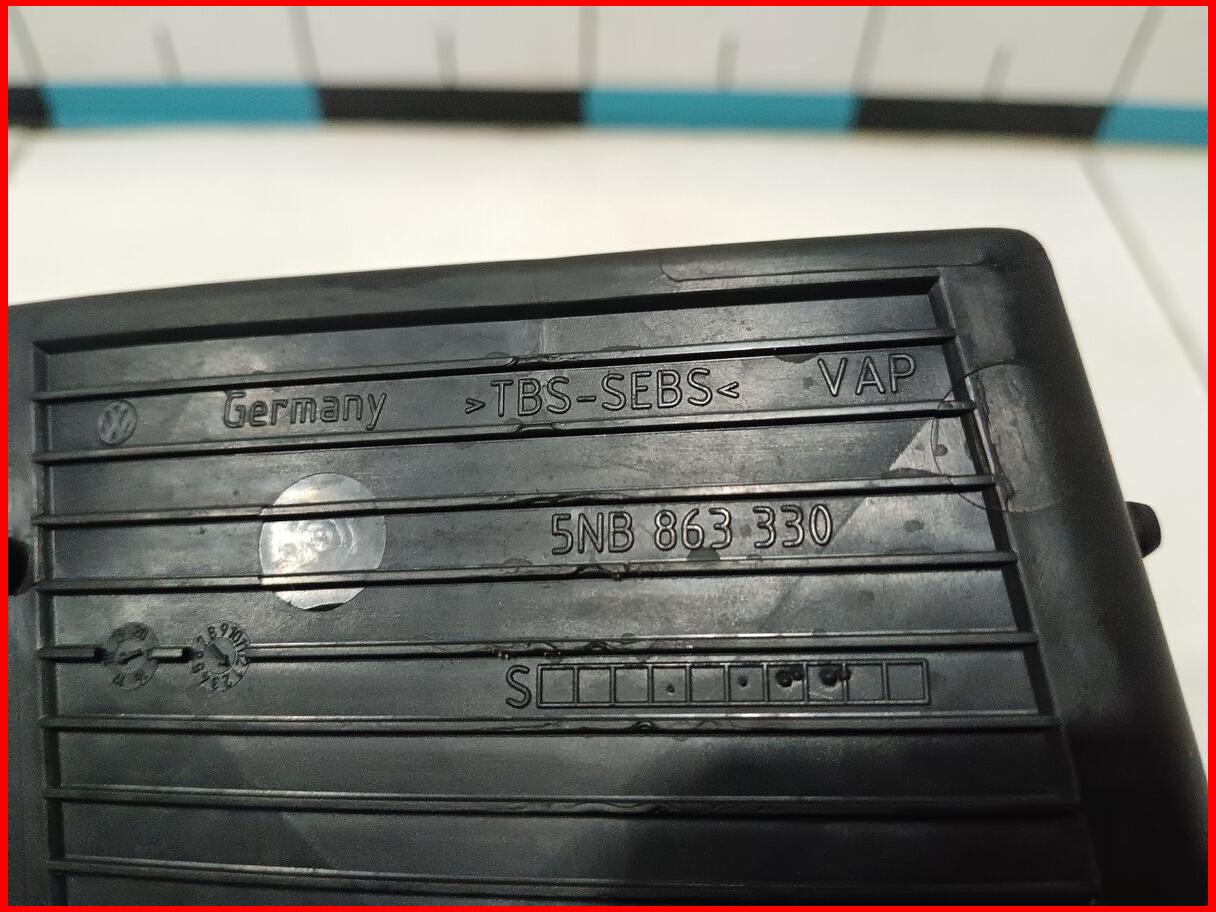 Germany >TBS-SEBS< VAP
5NB 863 330
S